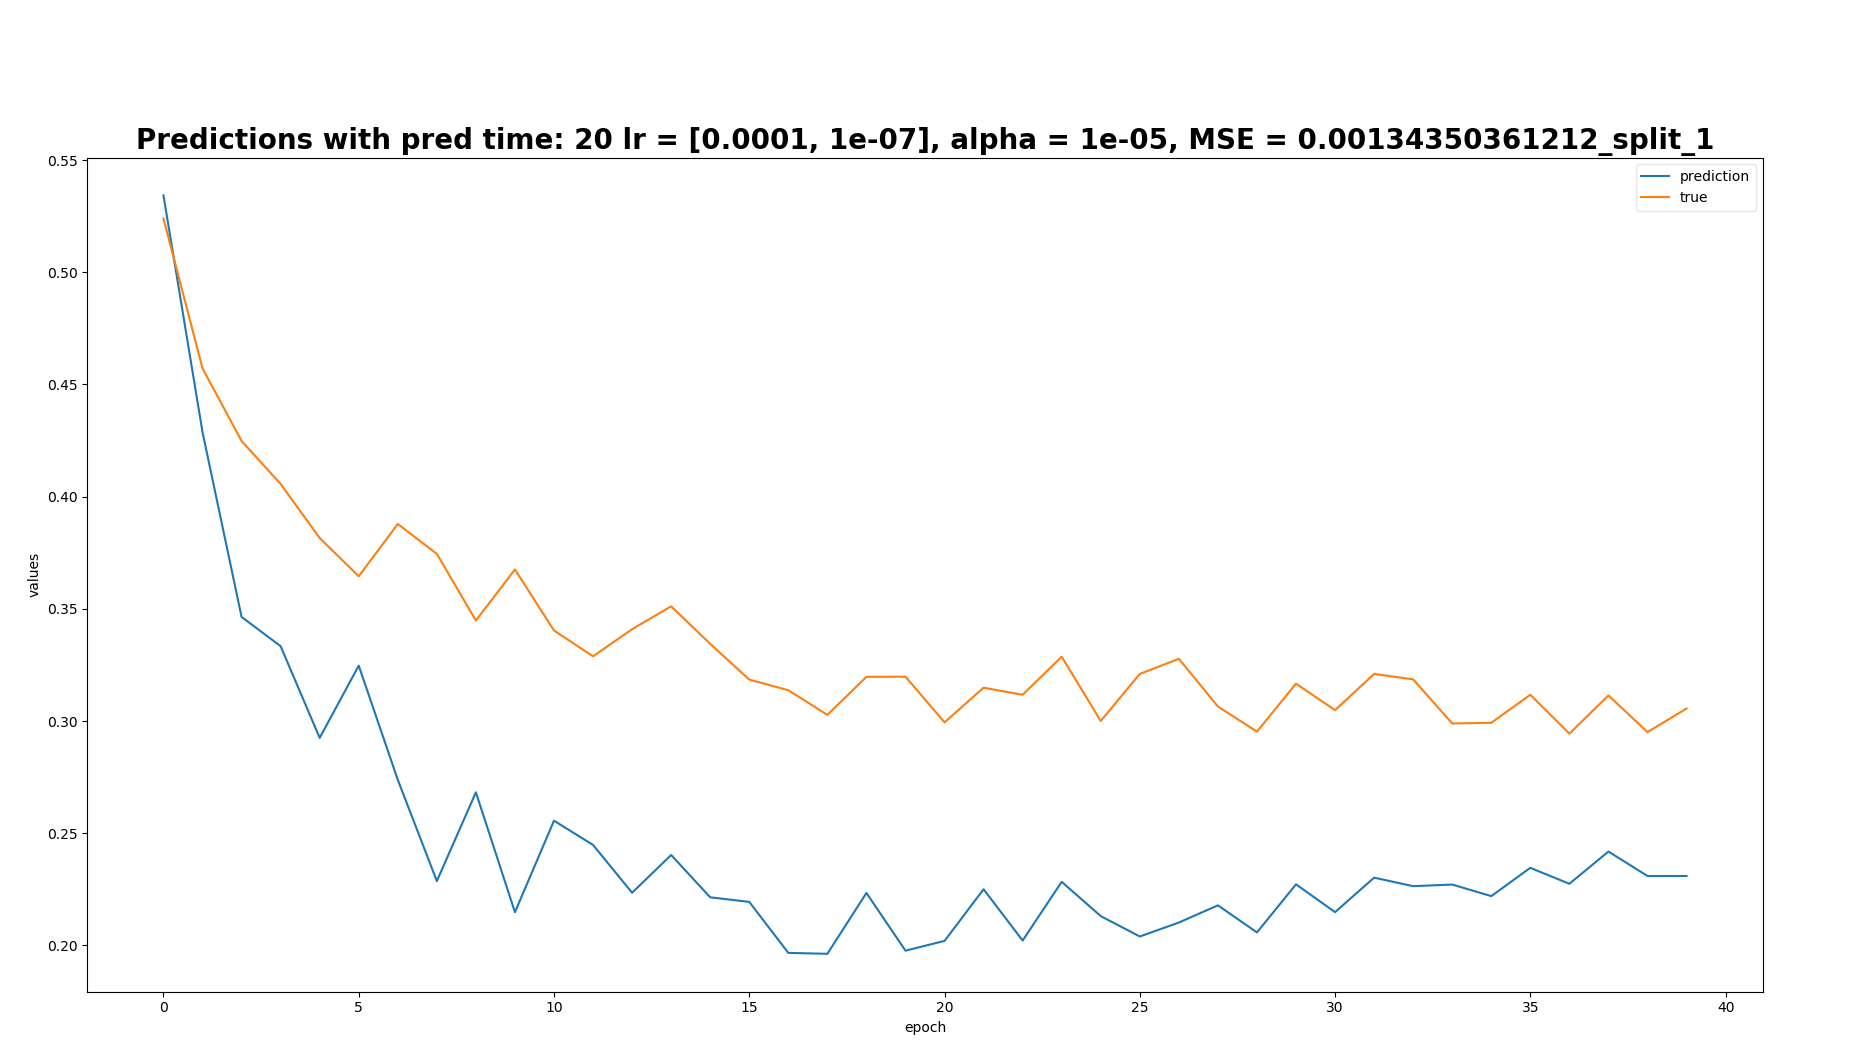 Predictions with pred time: 20 lr = [0.0001, 1e-07], alpha = 1e-05, MSE = 0.00134350361212_split_1
prediction
true
values
0.55
0.50
0.45
0.40
0.35
0.30
0.25
0.20
0 5 10 15 20 25 30 35 40
epoch